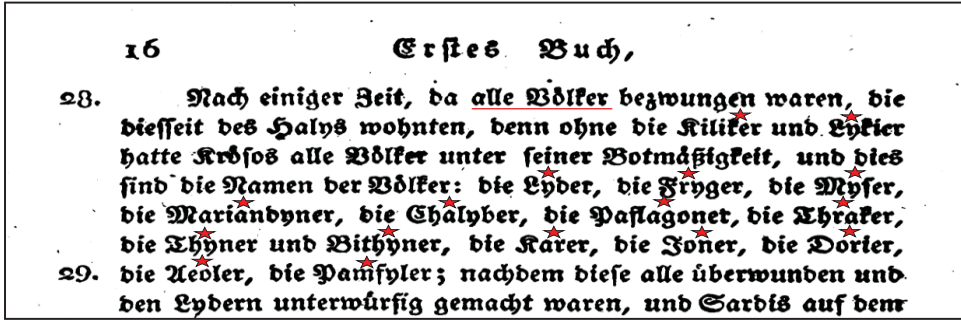 16 Erstes Buch,
28. Nach einiger Zeit, da alle Völker bezwungen waren, die
diesseit des Halys wohnten, denn ohne die Kiliker und Lykier
hatte Krösos alle Völker unter seiner Botmäßigkeit, und dies
sind die Namen der Völker: die Lyder, die Fryger, die Myser,
die Mariandyner, die Chalyber, die Paflagoner, die Thraker,
die Thyner und Bithyner, die Karer, die Joner, die Dorier,
29. die Aeoler, die Pamfyler; nachdem diese alle überwunden und
den Lydern unterwürfig gemacht waren, und Sardis auf dem